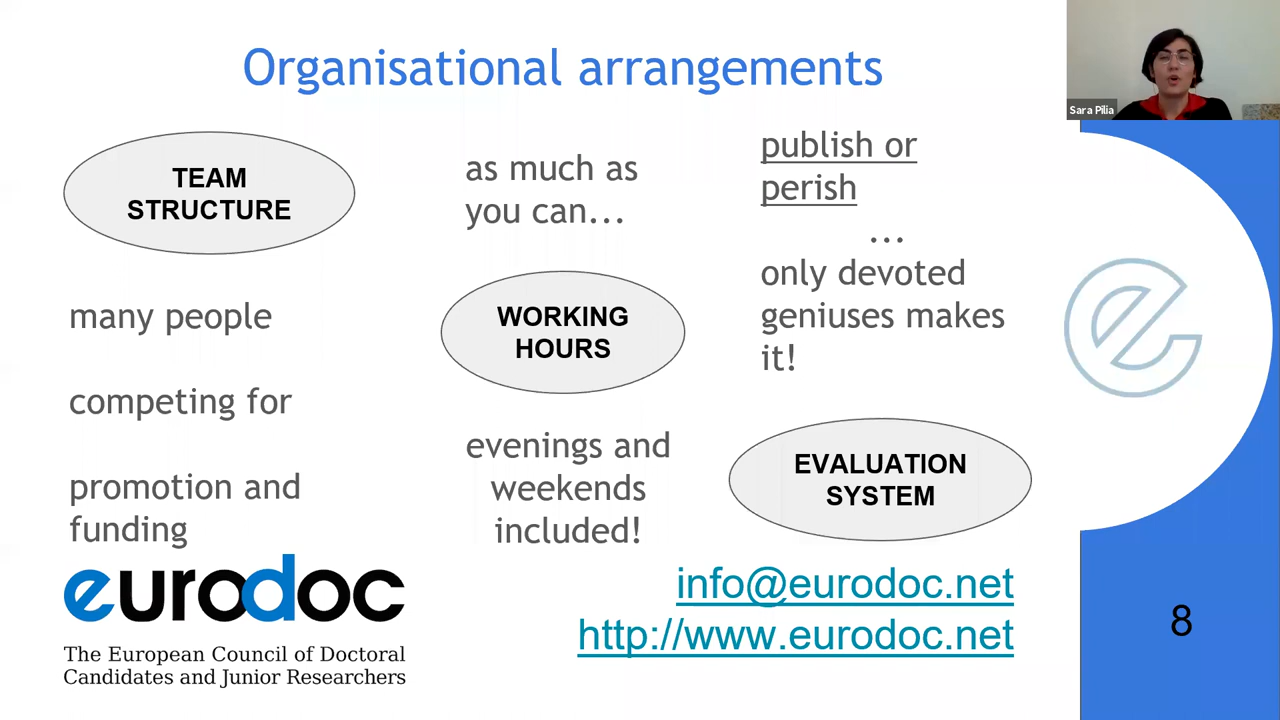 Organisational arrangements
Sara Pilia
TEAM
STRUCTURE
many people
competing for
promotion and
funding
as much as
you can...
WORKING
HOURS
evenings and
weekends
included!
publish or
perish
...
only devoted
geniuses makes
it!
EVALUATION
SYSTEM
eurodoc
The European Council of Doctoral
Candidates and Junior Researchers
info@eurodoc.net
http://www.eurodoc.net
8